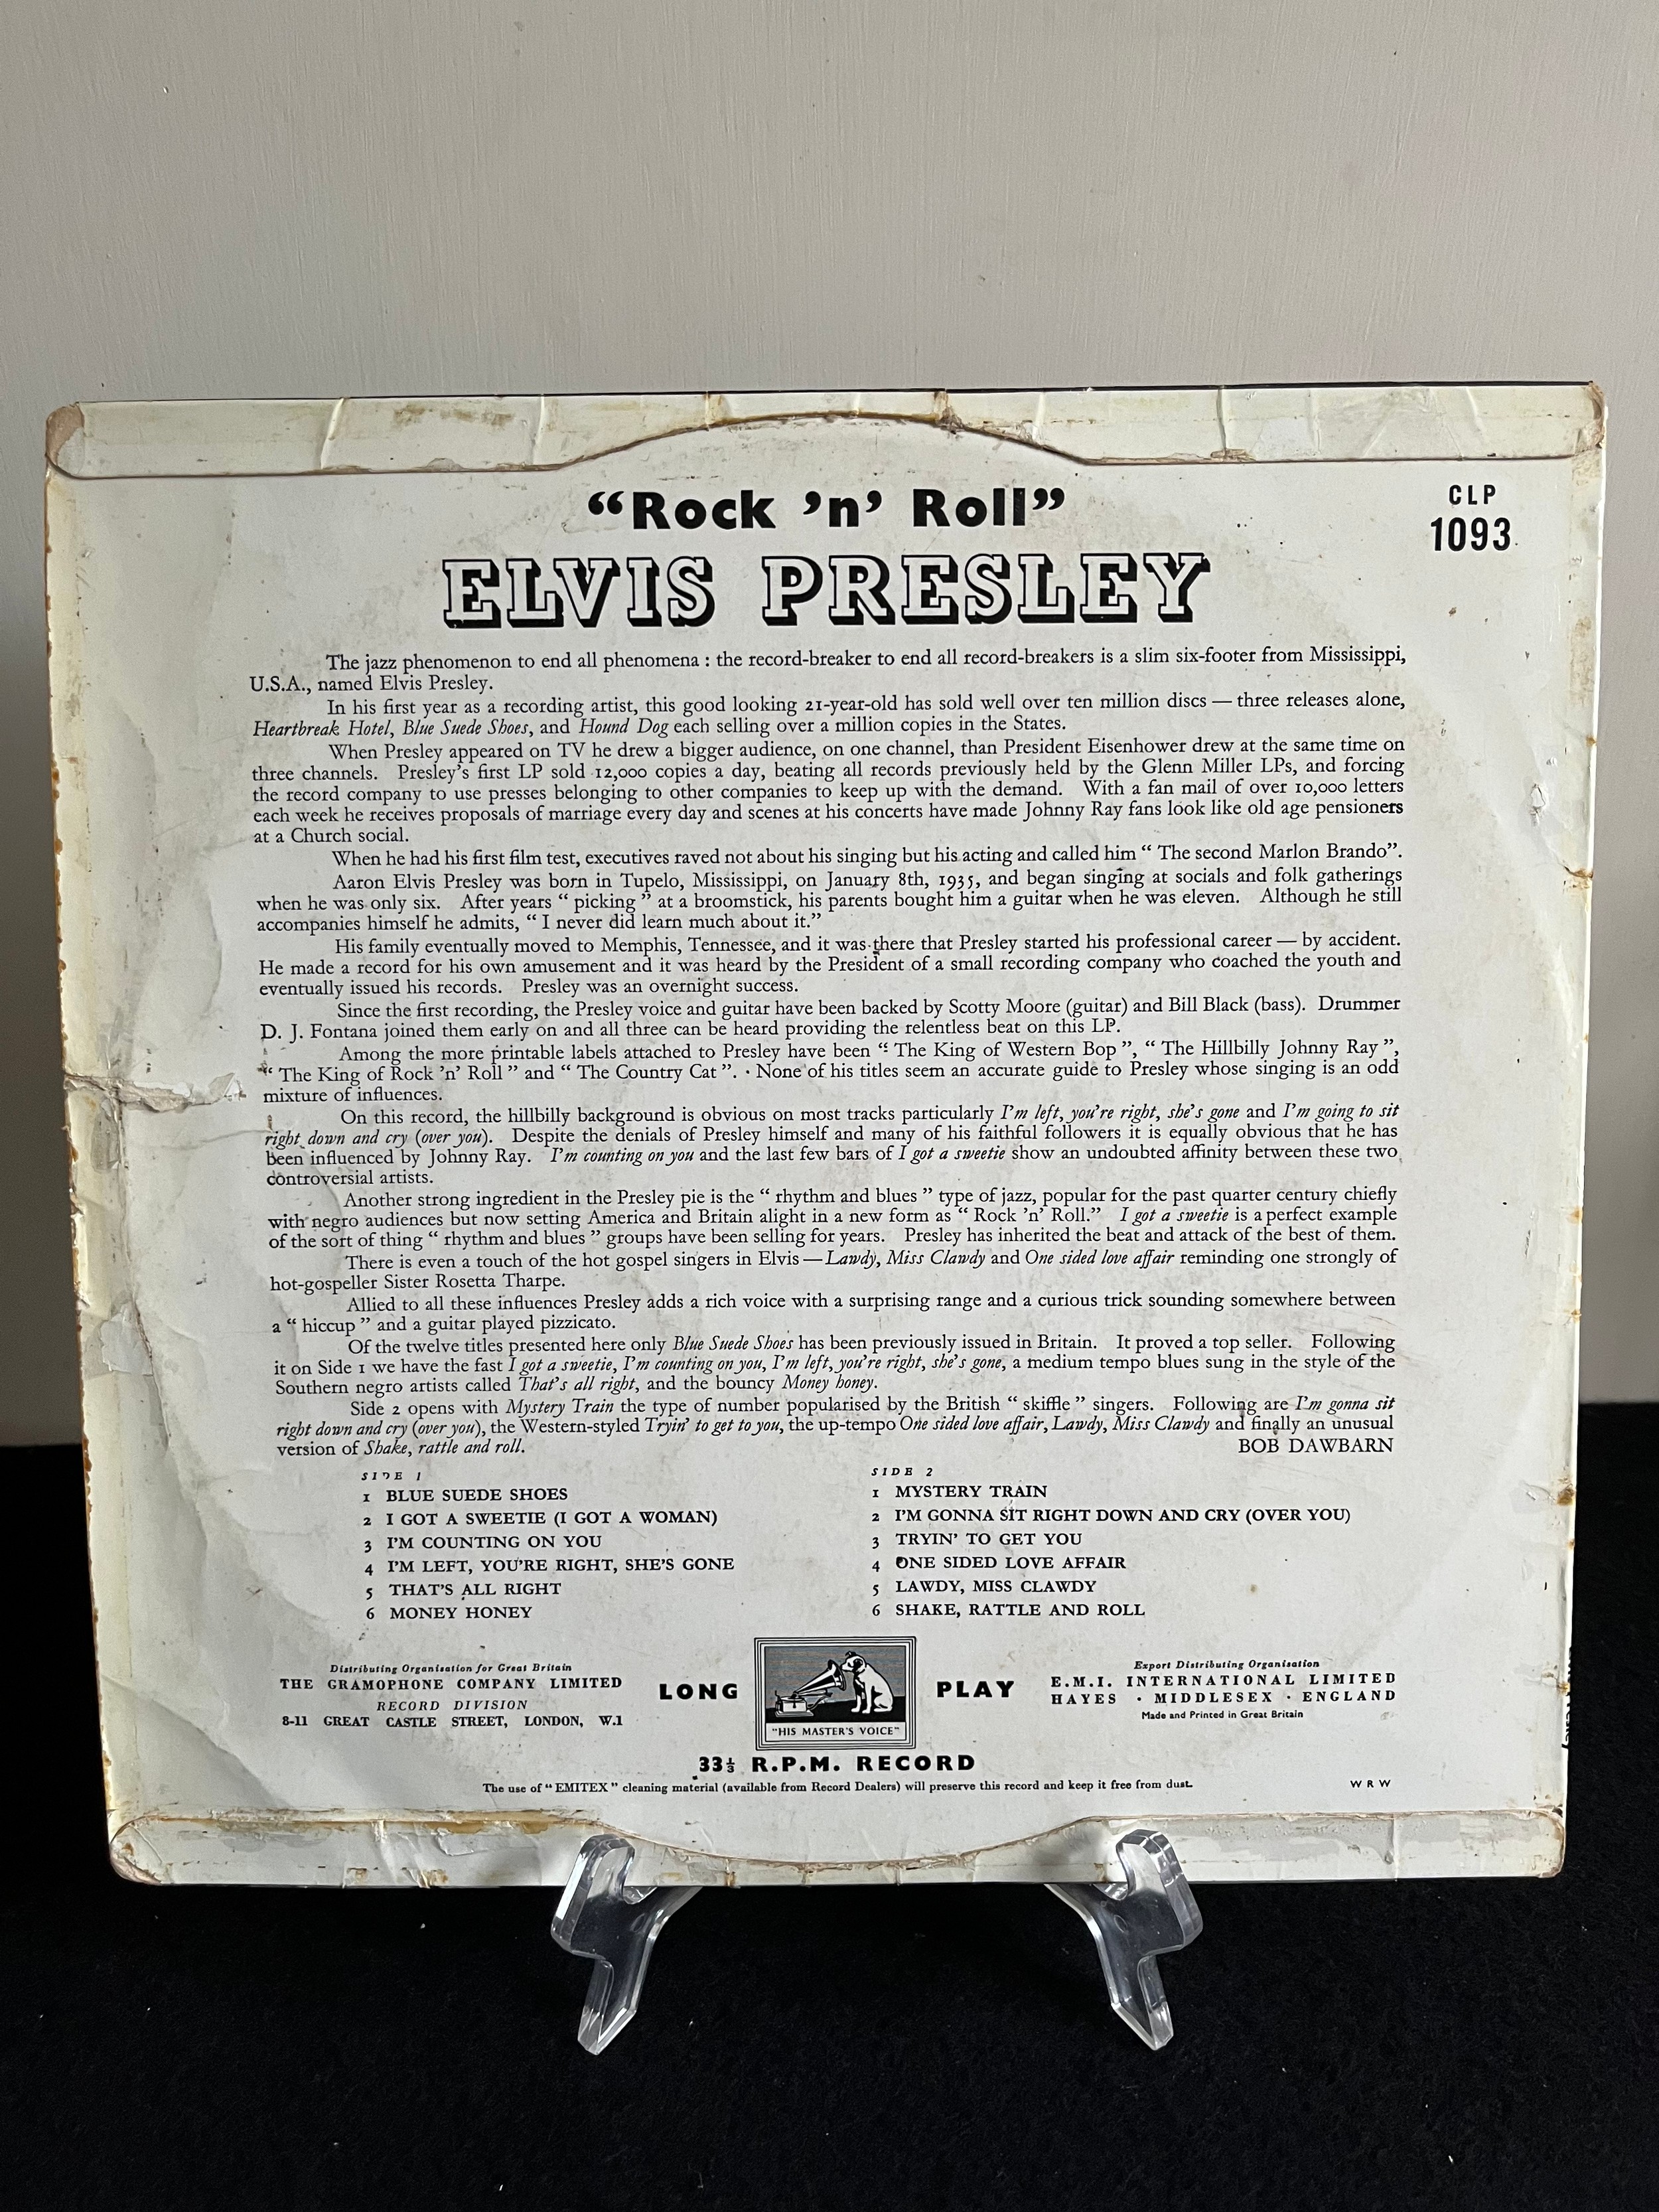 “Rock ’n’ Roll”
CLP
1093
ELVIS PRESLEY
The jazz phenomenon to end all phenomena : the record-breaker to end all record-breakers is a slim six-footer from Mississippi,
U.S.A., named Elvis Presley.
In his first year as a recording artist, this good looking 21-year-old has sold well over ten million discs — three releases alone,
Heartbreak Hotel, Blue Suede Shoes, and Hound Dog each selling over a million copies in the States.
When Presley appeared on TV he drew a bigger audience, on one channel, than President Eisenhower drew at the same time on
three channels. Presley’s first LP sold 12,000 copies a day, beating all records previously held by the Glenn Miller LPs, and forcing
the record company to use presses belonging to other companies to keep up with the demand. With a fan mail of over 10,000 letters
each week he receives proposals of marriage every day and scenes at his concerts have made Johnny Ray fans look like old age pensioners
at a Church social.
When he had his first film test, executives raved not about his singing but his acting and called him “ The second Marlon Brando”.
Aaron Elvis Presley was born in Tupelo, Mississippi, on January 8th, 1935, and began singing at socials and folk gatherings
when he was only six. After years “ picking ” at a broomstick, his parents bought him a guitar when he was eleven. Although he still
accompanies himself he admits, “ I never did learn much about it.”
His family eventually moved to Memphis, Tennessee, and it was there that Presley started his professional career — by accident.
He made a record for his own amusement and it was heard by the President of a small recording company who coached the youth and
eventually issued his records. Presley was an overnight success.
Since the first recording, the Presley voice and guitar have been backed by Scotty Moore (guitar) and Bill Black (bass). Drummer
D. J. Fontana joined them early on and all three can be heard providing the relentless beat on this LP.
Among the more printable labels attached to Presley have been “ The King of Western Bop ”, “ The Hillbilly Johnny Ray ”,
“ The King of Rock ’n’ Roll ” and “ The Country Cat ”. None of his titles seem an accurate guide to Presley whose singing is an odd
mixture of influences.
On this record, the hillbilly background is obvious on most tracks particularly I’m left, you’re right, she’s gone and I’m going to sit
right down and cry (over you). Despite the denials of Presley himself and many of his faithful followers it is equally obvious that he has
been influenced by Johnny Ray. I’m counting on you and the last few bars of I got a sweetie show an undoubted affinity between these two
controversial artists.
Another strong ingredient in the Presley pie is the “ rhythm and blues ” type of jazz, popular for the past quarter century chiefly
with negro audiences but now setting America and Britain alight in a new form as “ Rock ’n’ Roll.” I got a sweetie is a perfect example
of the sort of thing “ rhythm and blues ” groups have been selling for years. Presley has inherited the beat and attack of the best of them.
There is even a touch of the hot gospel singers in Elvis — Lawdy, Miss Clawdy and One sided love affair reminding one strongly of
hot-gospeller Sister Rosetta Tharpe.
Allied to all these influences Presley adds a rich voice with a surprising range and a curious trick sounding somewhere between
a “ hiccup ” and a guitar played pizzicato.
Of the twelve titles presented here only Blue Suede Shoes has been previously issued in Britain. It proved a top seller. Following
it on Side 1 we have the fast I got a sweetie, I’m counting on you, I’m left, you’re right, she’s gone, a medium tempo blues sung in the style of the
Southern negro artists called That’s all right, and the bouncy Money honey.
Side 2 opens with Mystery Train the type of number popularised by the British “ skiffle ” singers. Following are I’m gonna sit
right down and cry (over you), the Western-styled Tryin’ to get to you, the up-tempo One sided love affair, Lawdy, Miss Clawdy and finally an unusual
version of Shake, rattle and roll. BOB DAWBARN
SIDE 1
1 BLUE SUEDE SHOES
2 I GOT A SWEETIE (I GOT A WOMAN)
3 I’M COUNTING ON YOU
4 I’M LEFT, YOU’RE RIGHT, SHE’S GONE
5 THAT’S ALL RIGHT
6 MONEY HONEY
SIDE 2
1 MYSTERY TRAIN
2 I’M GONNA SIT RIGHT DOWN AND CRY (OVER YOU)
3 TRYIN’ TO GET YOU
4 ONE SIDED LOVE AFFAIR
5 LAWDY, MISS CLAWDY
6 SHAKE, RATTLE AND ROLL
Distributing Organisation for Great Britain
THE GRAMOPHONE COMPANY LIMITED
RECORD DIVISION
8-11 GREAT CASTLE STREET, LONDON, W.1
LONG PLAY
“HIS MASTER’S VOICE”
Export Distributing Organisation
E.M.I. INTERNATIONAL LIMITED
HAYES · MIDDLESEX · ENGLAND
Made and Printed in Great Britain
33⅓ R.P.M. RECORD
The use of “ EMITEX ” cleaning material (available from Record Dealers) will preserve this record and keep it free from dust.
W R W